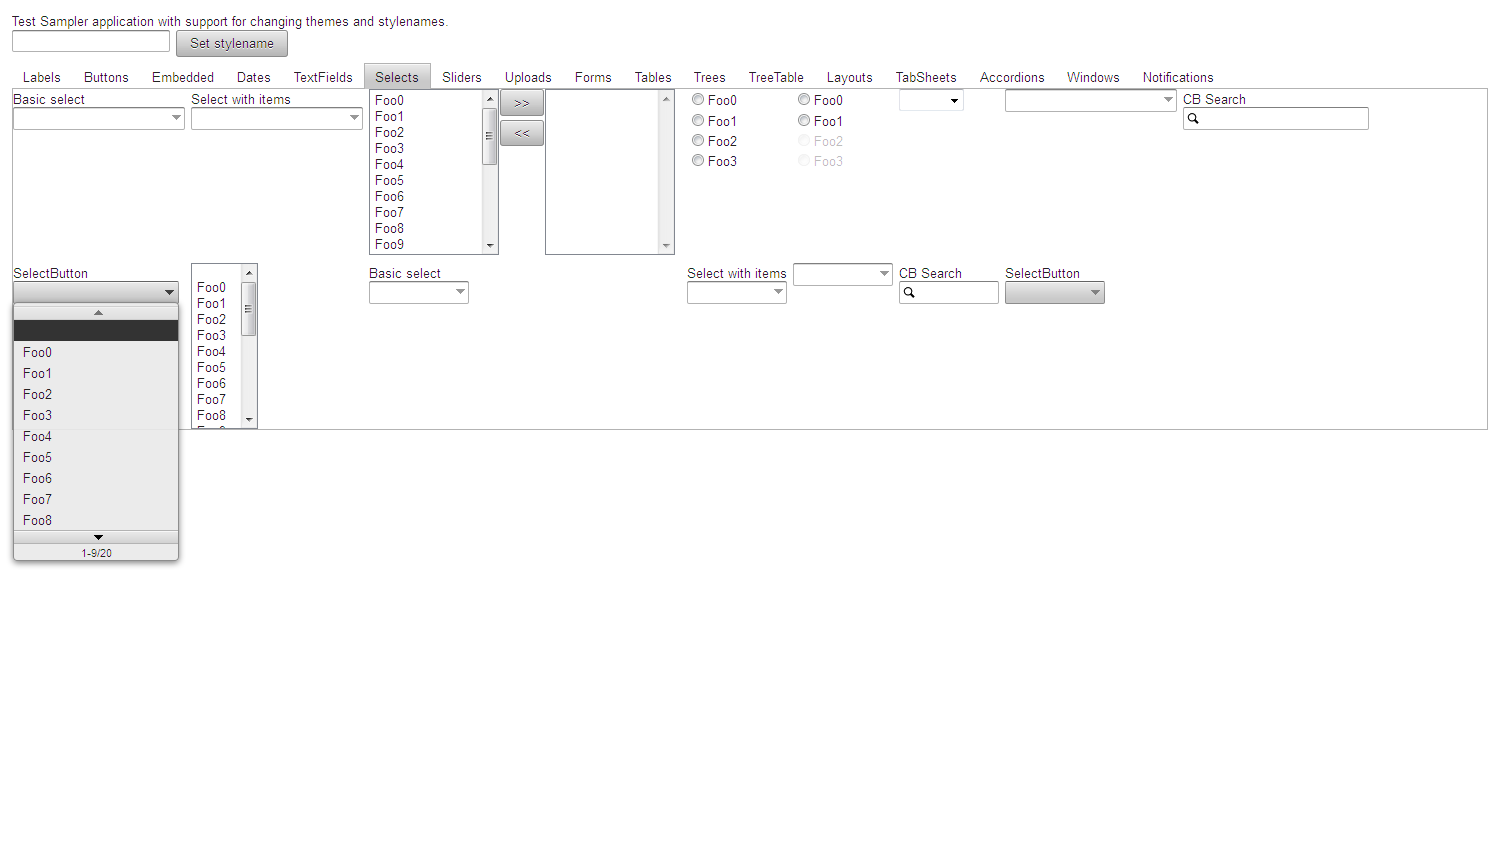 Test Sampler application with support for changing themes and stylenames.
Set stylename
Labels Buttons Embedded Dates TextFields Selects Sliders Uploads Forms Tables Trees TreeTable Layouts TabSheets Accordions Windows Notifications
Basic select
Select with items
Foo0
Foo1
Foo2
Foo3
Foo4
Foo5
Foo6
Foo7
Foo8
Foo9
>>
<<
Foo0
Foo1
Foo2
Foo3
Foo0
Foo1
Foo2
Foo3
CB Search
SelectButton
Foo0
Foo1
Foo2
Foo3
Foo4
Foo5
Foo6
Foo7
Foo8
1-9/20
Foo0
Foo1
Foo2
Foo3
Foo4
Foo5
Foo6
Foo7
Foo8
Basic select
Select with items
CB Search
SelectButton